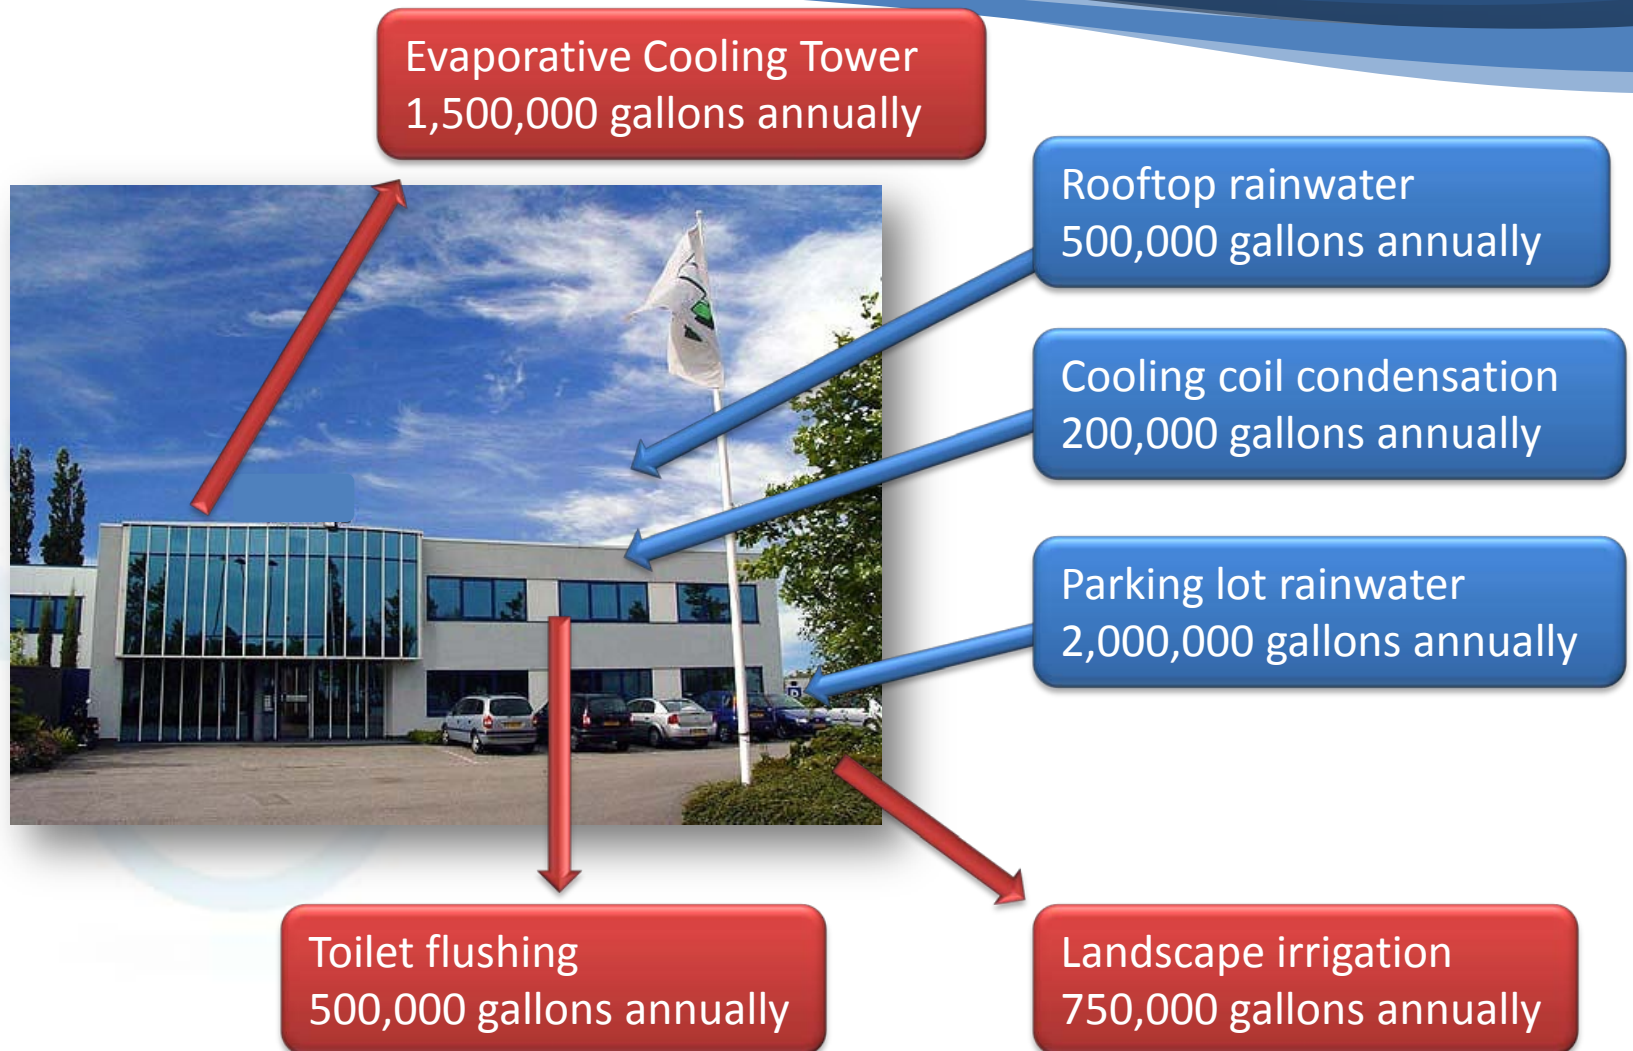 Evaporative Cooling Tower
1,500,000 gallons annually
Rooftop rainwater
500,000 gallons annually
Cooling coil condensation
200,000 gallons annually
Parking lot rainwater
2,000,000 gallons annually
Toilet flushing
500,000 gallons annually
Landscape irrigation
750,000 gallons annually